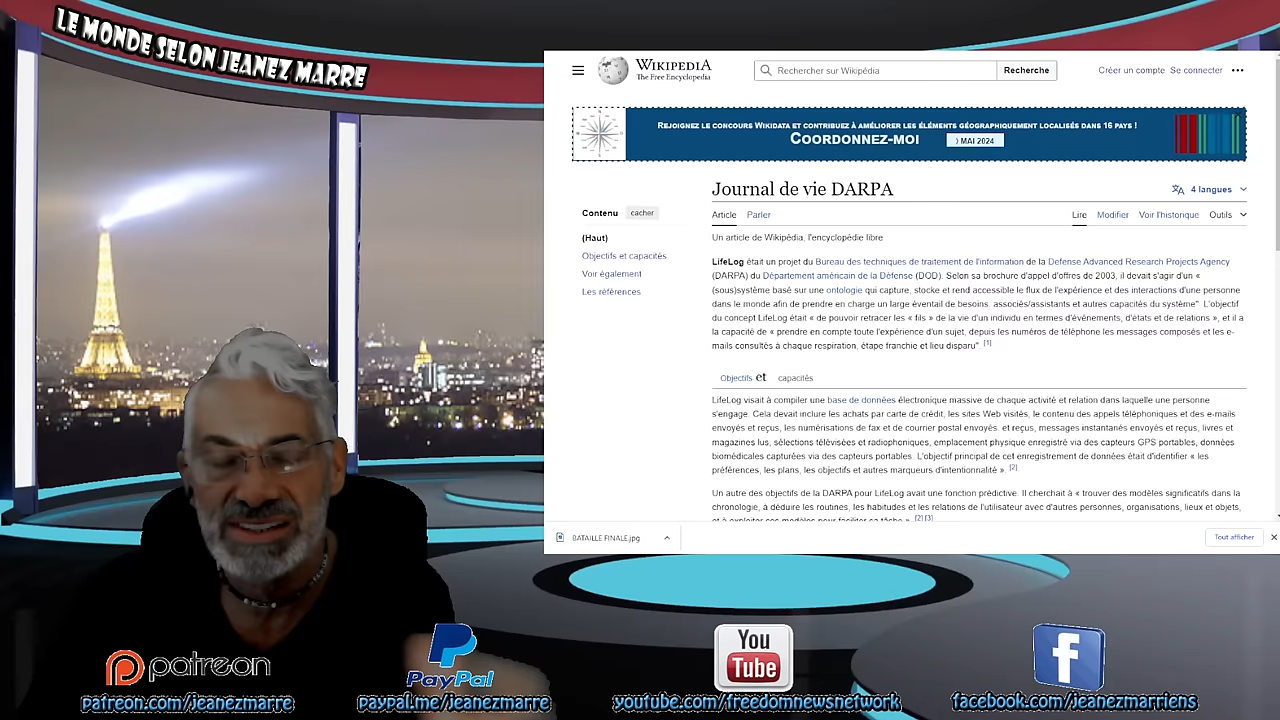 LE MONDE SELON JEANEZ MARRE
WIKIPEDIA
The Free Encyclopedia
Rechercher sur Wikipédia
Recherche
Créer un compte Se connecter
REJOIGNEZ LE CONCOURS WIKIDATA ET CONTRIBUEZ À AMÉLIORER LES ÉLÉMENTS GÉOGRAPHIQUEMENT LOCALISÉS DANS 16 PAYS !
COORDONNEZ-MOI
) MAI 2024
Journal de vie DARPA
4 langues
Contenu cacher
Article Parler
Lire Modifier Voir l'historique Outils
(Haut)
Objectifs et capacités
Voir également
Les références
Un article de Wikipédia, l'encyclopédie libre
LifeLog était un projet du Bureau des techniques de traitement de l'information de la Defense Advanced Research Projects Agency
(DARPA) du Département américain de la Défense (DOD). Selon sa brochure d'appel d'offres de 2003, il devait s'agir d'un «
(sous)système basé sur une ontologie qui capture, stocke et rend accessible le flux de l'expérience et des interactions d'une personne
dans le monde afin de prendre en charge un large éventail de besoins. associés/assistants et autres capacités du système". L'objectif
du concept LifeLog était « de pouvoir retracer les « fils » de la vie d'un individu en termes d'événements, d'états et de relations », et il a
la capacité de « prendre en compte toute l'expérience d'un sujet, depuis les numéros de téléphone les messages composés et les e-
mails consultés à chaque respiration, étape franchie et lieu disparu" [1]
Objectifs et capacités
LifeLog visait à compiler une base de données électronique massive de chaque activité et relation dans laquelle une personne
s'engage. Cela devait inclure les achats par carte de crédit, les sites Web visités, le contenu des appels téléphoniques et des e-mails
envoyés et reçus, les numérisations de fax et de courrier postal envoyés. et reçus, messages instantanés envoyés et reçus, livres et
magazines lus, sélections télévisées et radiophoniques, emplacement physique enregistré via des capteurs GPS portables, données
biomédicales capturées via des capteurs portables. L'objectif principal de cet enregistrement de données était d'identifier « les
préférences, les plans, les objectifs et autres marqueurs d'intentionnalité ». [2]
Un autre des objectifs de la DARPA pour LifeLog avait une fonction prédictive. Il cherchait à « trouver des modèles significatifs dans la
chronologie, à déduire les routines, les habitudes et les relations de l'utilisateur avec d'autres personnes, organisations, lieux et objets,
et à exploiter ces modèles pour faciliter sa tâche ». [2] [3]
BATAILLE FINALE.jpg
Tout afficher
patreon
PayPal
You
Tube
f
patreon.com/jeanezmarre
paypal.me/jeanezmarre
youtube.com/freedomnewsnetwork
facebook.com/jeanezmarriens